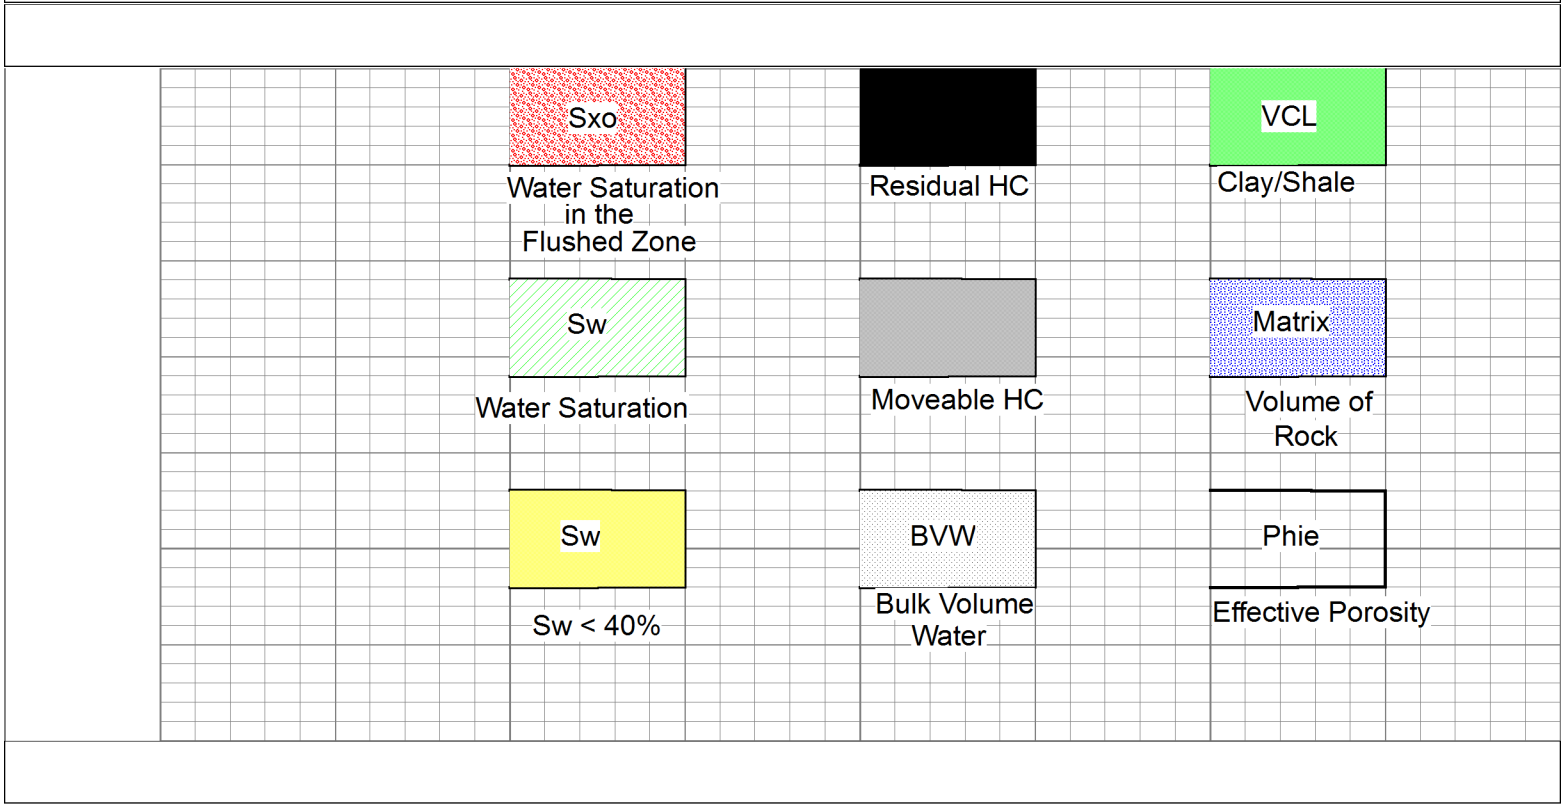 Sxo
Water Saturation
in the
Flushed Zone
Residual HC
VCL
Clay/Shale
Sw
Water Saturation
Moveable HC
Matrix
Volume of
Rock
Sw
Sw < 40%
BVW
Bulk Volume
Water
Phie
Effective Porosity